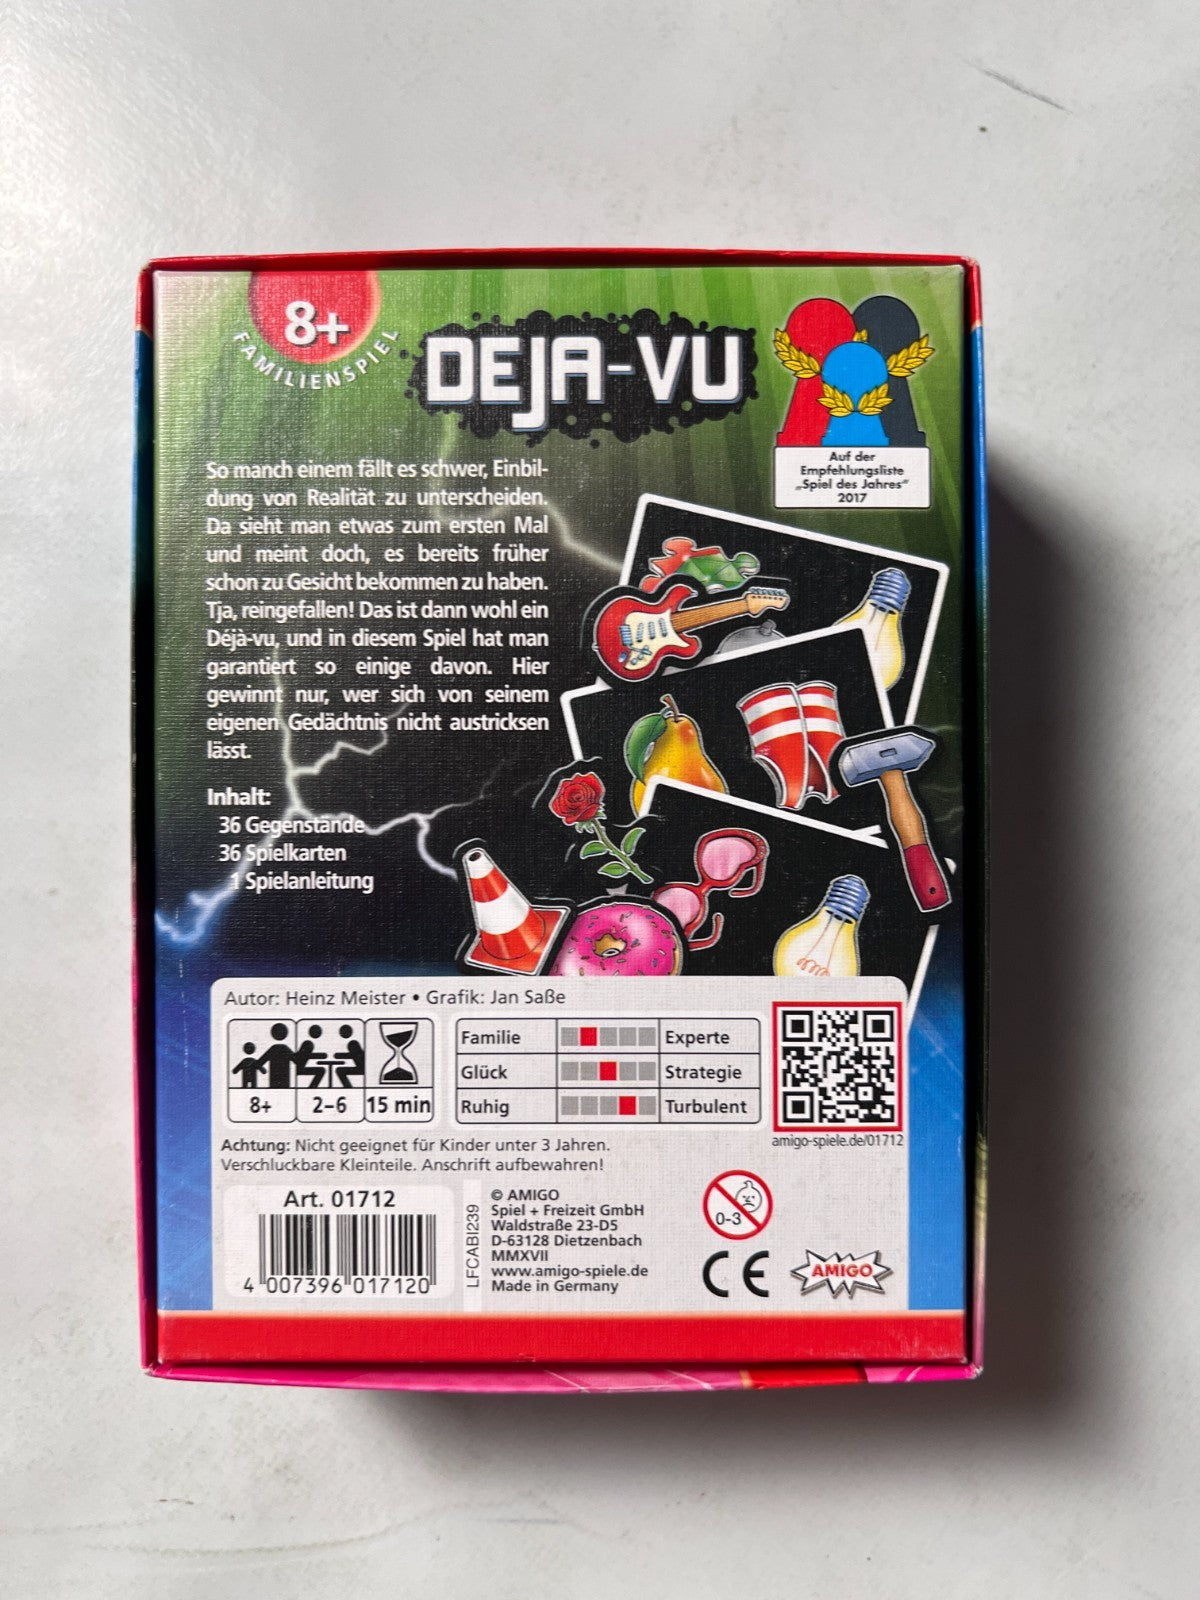 8+
FAMILIENSPIEL
DEJA-VU
Auf der
Empfehlungsliste
„Spiel des Jahres"
2017
So manch einem fällt es schwer, Einbil-
dung von Realität zu unterscheiden.
Da sieht man etwas zum ersten Mal
und meint doch, es bereits früher
schon zu Gesicht bekommen zu haben.
Tja, reingefallen! Das ist dann wohl ein
Déjà-vu, und in diesem Spiel hat man
garantiert so einige davon. Hier
gewinnt nur, wer sich von seinem
eigenen Gedächtnis nicht austricksen
lässt.
Inhalt:
36 Gegenstände
36 Spielkarten
1 Spielanleitung
Autor: Heinz Meister • Grafik: Jan Saße
8+ 2–6 15 min
Familie Experte
Glück Strategie
Ruhig Turbulent
amigo-spiele.de/01712
Achtung: Nicht geeignet für Kinder unter 3 Jahren.
Verschluckbare Kleinteile. Anschrift aufbewahren!
Art. 01712
4 007396 017120
LFCABI239
© AMIGO
Spiel + Freizeit GmbH
Waldstraße 23-D5
D-63128 Dietzenbach
MMXVII
www.amigo-spiele.de
Made in Germany
0-3
CE
AMIGO